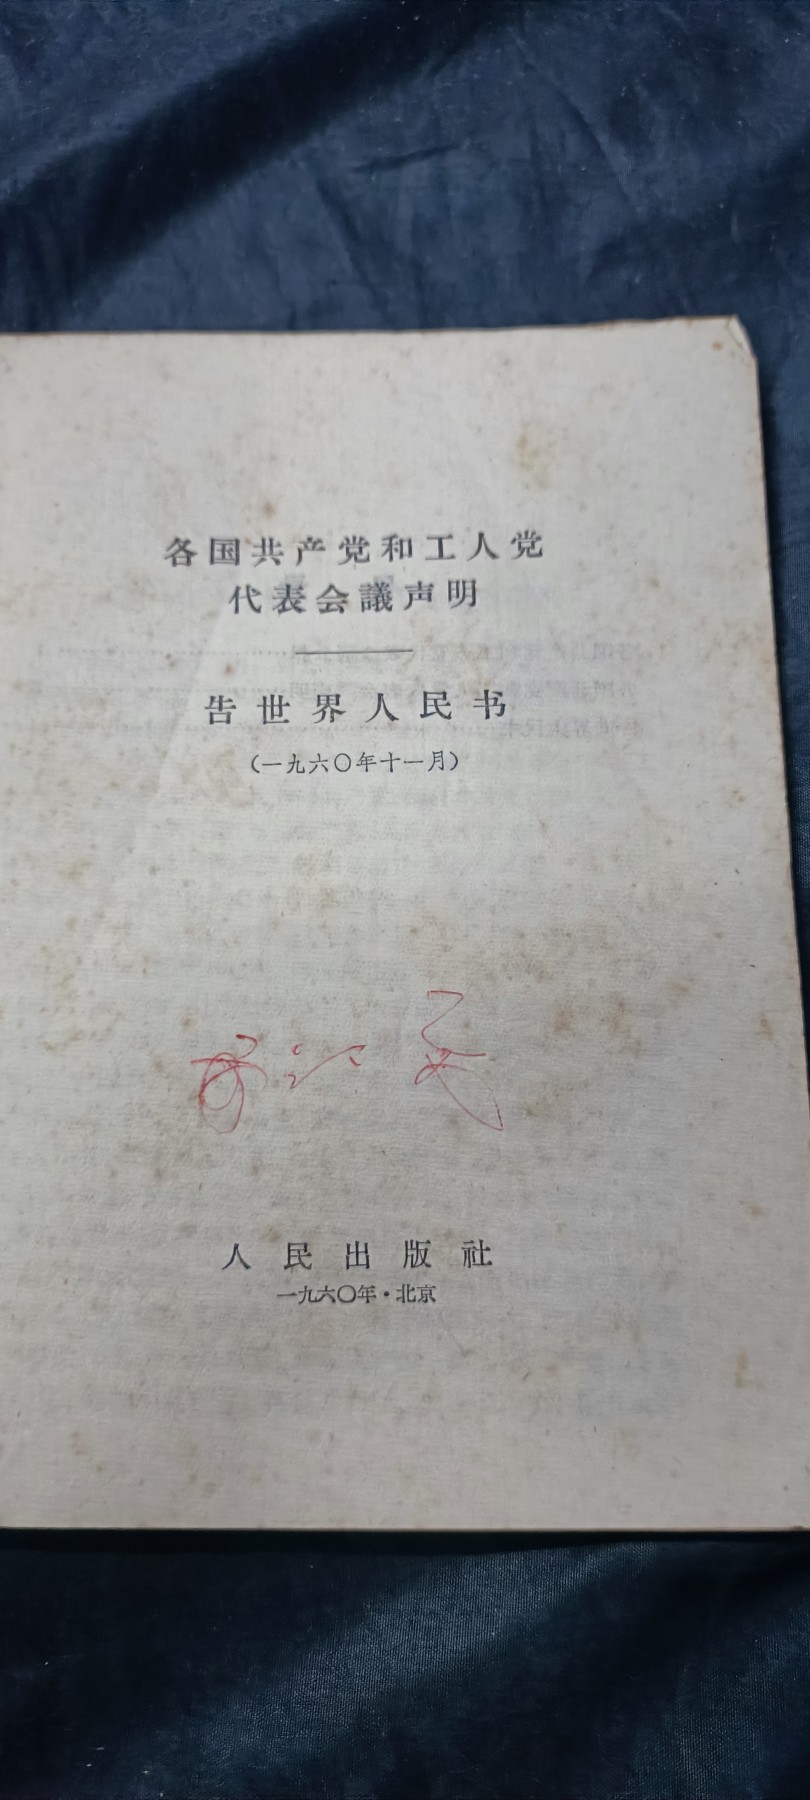 各国共产党和工人党
代表会議声明
告世界人民书
（一九六〇年十一月）
人民出版社
一九六〇年·北京